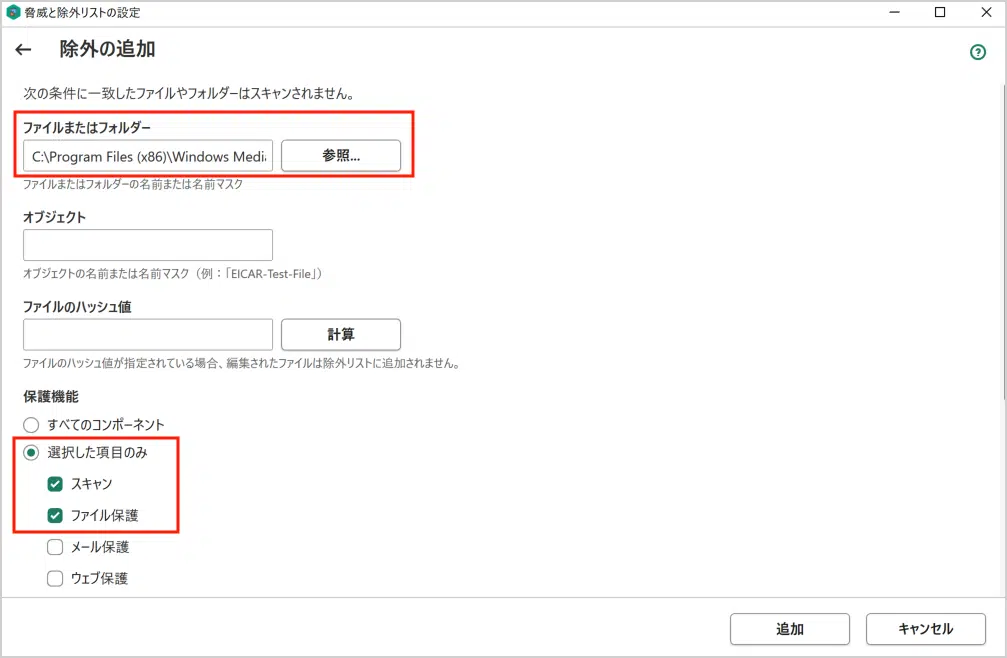 脅威と除外リストの設定
除外の追加
次の条件に一致したファイルやフォルダーはスキャンされません。
ファイルまたはフォルダー
C:\Program Files (x86)\Windows Media 参照...
ファイルまたはフォルダーの名前または名前マスク
オブジェクト
オブジェクトの名前または名前マスク（例：「EICAR-Test-File」）
ファイルのハッシュ値
計算
ファイルのハッシュ値が指定されている場合、編集されたファイルは除外リストに追加されません。
保護機能
すべてのコンポーネント
選択した項目のみ
スキャン
ファイル保護
メール保護
ウェブ保護
追加 キャンセル